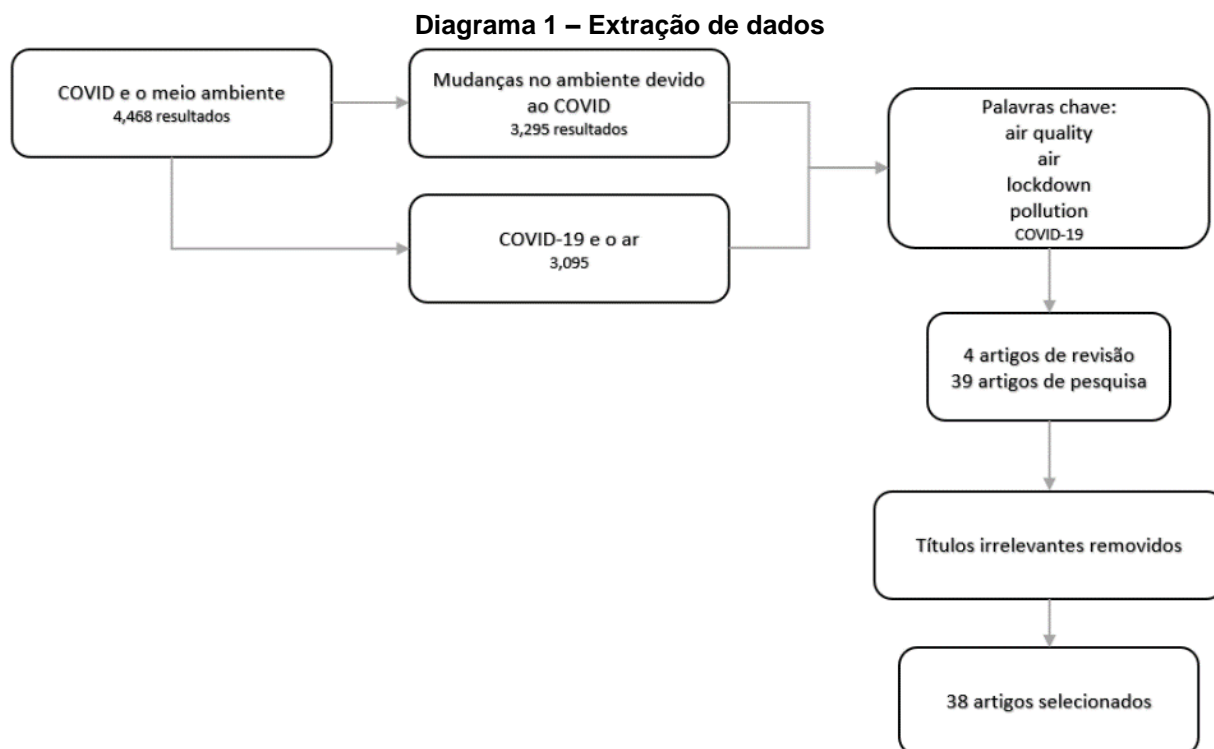 Diagrama 1 – Extração de dados
COVID e o meio ambiente
4,468 resultados
Mudanças no ambiente devido
ao COVID
3,295 resultados
COVID-19 e o ar
3,095
Palavras chave:
air quality
air
lockdown
pollution
COVID-19
4 artigos de revisão
39 artigos de pesquisa
Títulos irrelevantes removidos
38 artigos selecionados